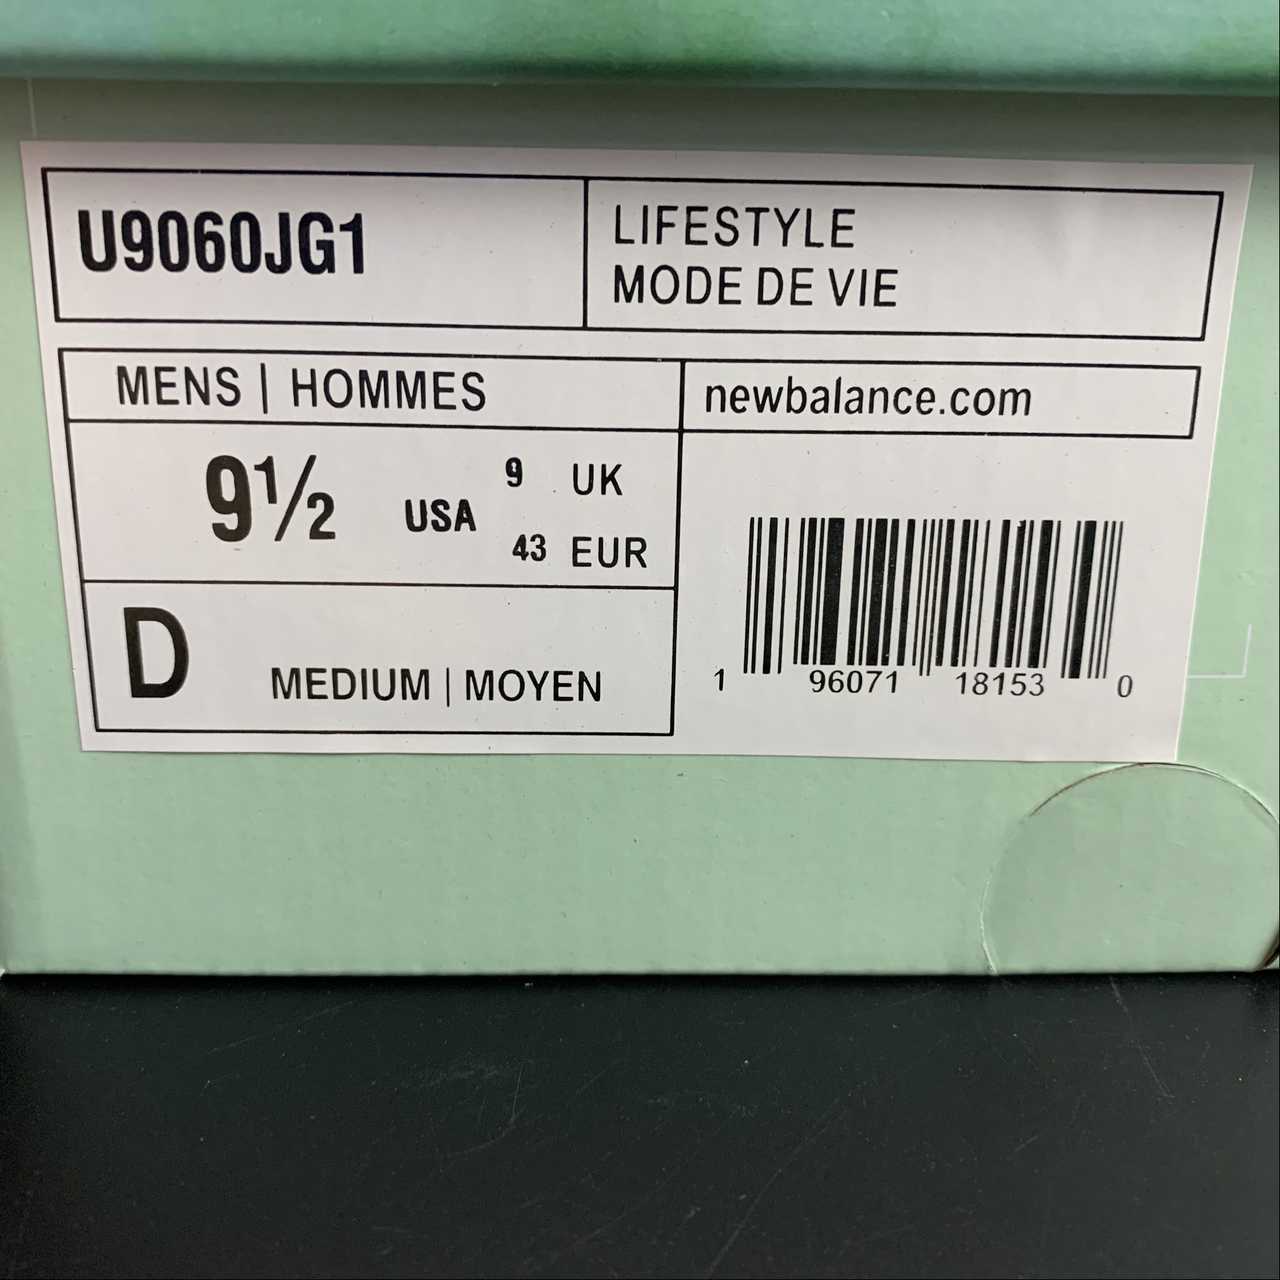 U9060JG1
LIFESTYLE
MODE DE VIE
MENS | HOMMES
newbalance.com
9½ USA
9 UK
43 EUR
D MEDIUM | MOYEN
1 96071 18153 0